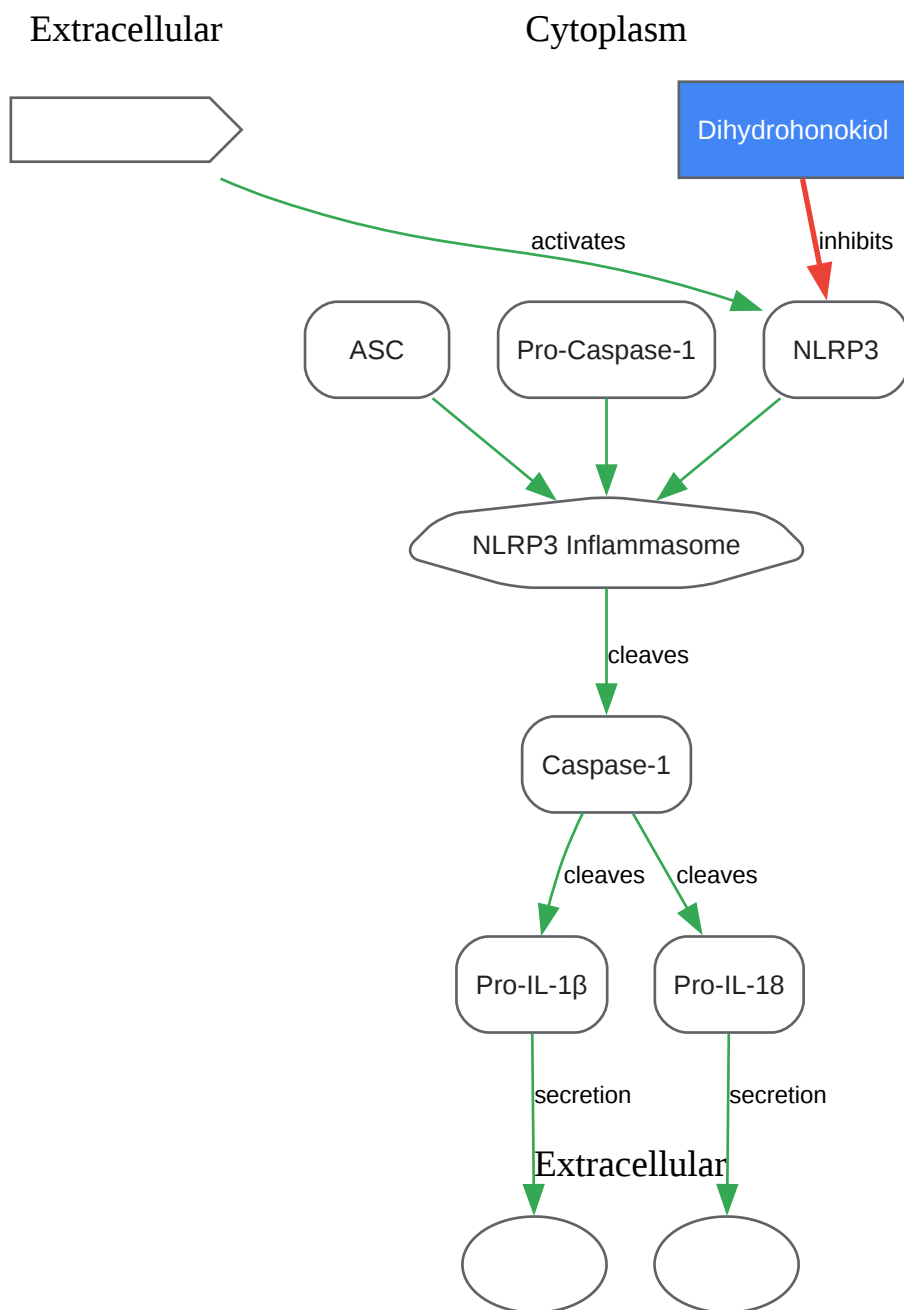 Extracellular
Cytoplasm
Dihydrohonokiol
activates
inhibits
ASC
Pro-Caspase-1
NLRP3
NLRP3 Inflammasome
cleaves
Caspase-1
cleaves
cleaves
Pro-IL-1β
Pro-IL-18
secretion
secretion
Extracellular